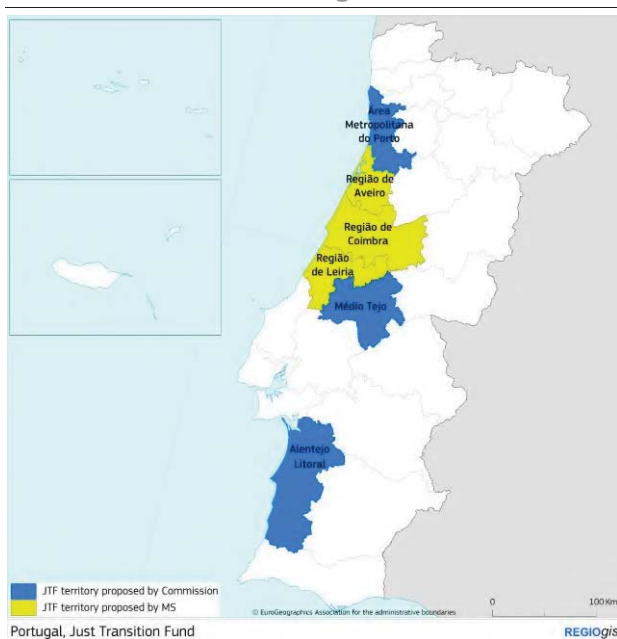 Área
Metropolitana
do Porto
Região de
Aveiro
Região de
Coimbra
Região
de Leiria
Médio Tejo
Alentejo
Litoral
JTF territory proposed by Commission
JTF territory proposed by MS
© EuroGeographics Association for the administrative boundaries
0 100 Km
Portugal, Just Transition Fund
REGIOgis